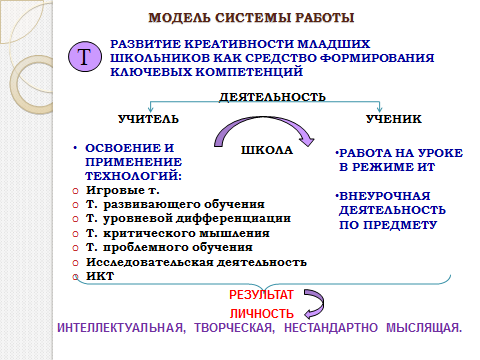 МОДЕЛЬ СИСТЕМЫ РАБОТЫ
Т
РАЗВИТИЕ КРЕАТИВНОСТИ МЛАДШИХ
ШКОЛЬНИКОВ КАК СРЕДСТВО ФОРМИРОВАНИЯ
КЛЮЧЕВЫХ КОМПЕТЕНЦИЙ
ДЕЯТЕЛЬНОСТЬ
УЧИТЕЛЬ
УЧЕНИК
ШКОЛА
• ОСВОЕНИЕ И
ПРИМЕНЕНИЕ
ТЕХНОЛОГИЙ:
o Игровые т.
o Т. развивающего обучения
o Т. уровневой дифференциации
o Т. критического мышления
o Т. проблемного обучения
o Исследовательская деятельность
o ИКТ
•РАБОТА НА УРОКЕ
В РЕЖИМЕ ИТ
•ВНЕУРОЧНАЯ
ДЕЯТЕЛЬНОСТЬ
ПО ПРЕДМЕТУ
РЕЗУЛЬТАТ
ЛИЧНОСТЬ
ИНТЕЛЛЕКТУАЛЬНАЯ, ТВОРЧЕСКАЯ, НЕСТАНДАРТНО МЫСЛЯЩАЯ.